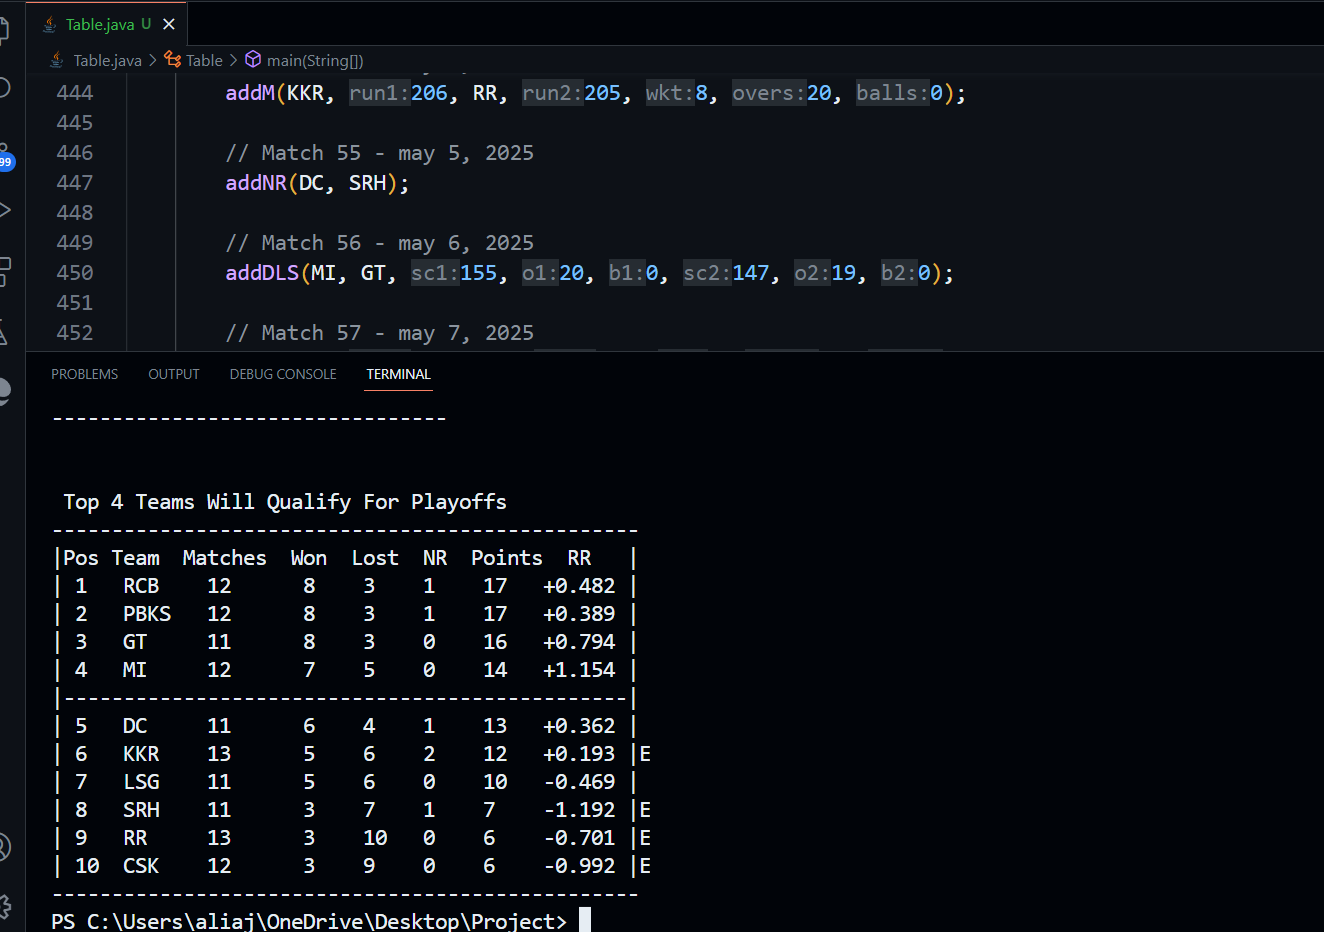 Table.java U ×
Table.java > Table > main(String[])
99
444 addM(KKR, run1:206, RR, run2:205, wkt:8, overs:20, balls:0);
445
446 // Match 55 - may 5, 2025
447 addNR(DC, SRH);
448
449 // Match 56 - may 6, 2025
450 addDLS(MI, GT, sc1:155, o1:20, b1:0, sc2:147, o2:19, b2:0);
451
452 // Match 57 - may 7, 2025
PROBLEMS OUTPUT DEBUG CONSOLE TERMINAL
---------------------------------
Top 4 Teams Will Qualify For Playoffs
-------------------------------------------------
|Pos Team  Matches  Won  Lost  NR  Points  RR   |
| 1   RCB    12      8    3    1    17   +0.482 |
| 2   PBKS   12      8    3    1    17   +0.389 |
| 3   GT     11      8    3    0    16   +0.794 |
| 4   MI     12      7    5    0    14   +1.154 |
|-----------------------------------------------|
| 5   DC     11      6    4    1    13   +0.362 |
| 6   KKR    13      5    6    2    12   +0.193 |E
| 7   LSG    11      5    6    0    10   -0.469 |
| 8   SRH    11      3    7    1    7    -1.192 |E
| 9   RR     13      3    10   0    6    -0.701 |E
| 10  CSK    12      3    9    0    6    -0.992 |E
-------------------------------------------------
PS C:\Users\aliaj\OneDrive\Desktop\Project>